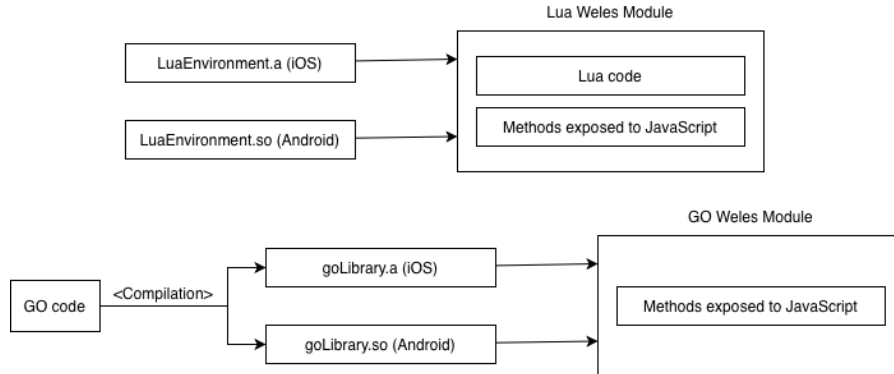 Lua Weles Module
LuaEnvironment.a (iOS)
Lua code
LuaEnvironment.so (Android)
Methods exposed to JavaScript
GO Weles Module
goLibrary.a (iOS)
GO code
<Compilation>
Methods exposed to JavaScript
goLibrary.so (Android)